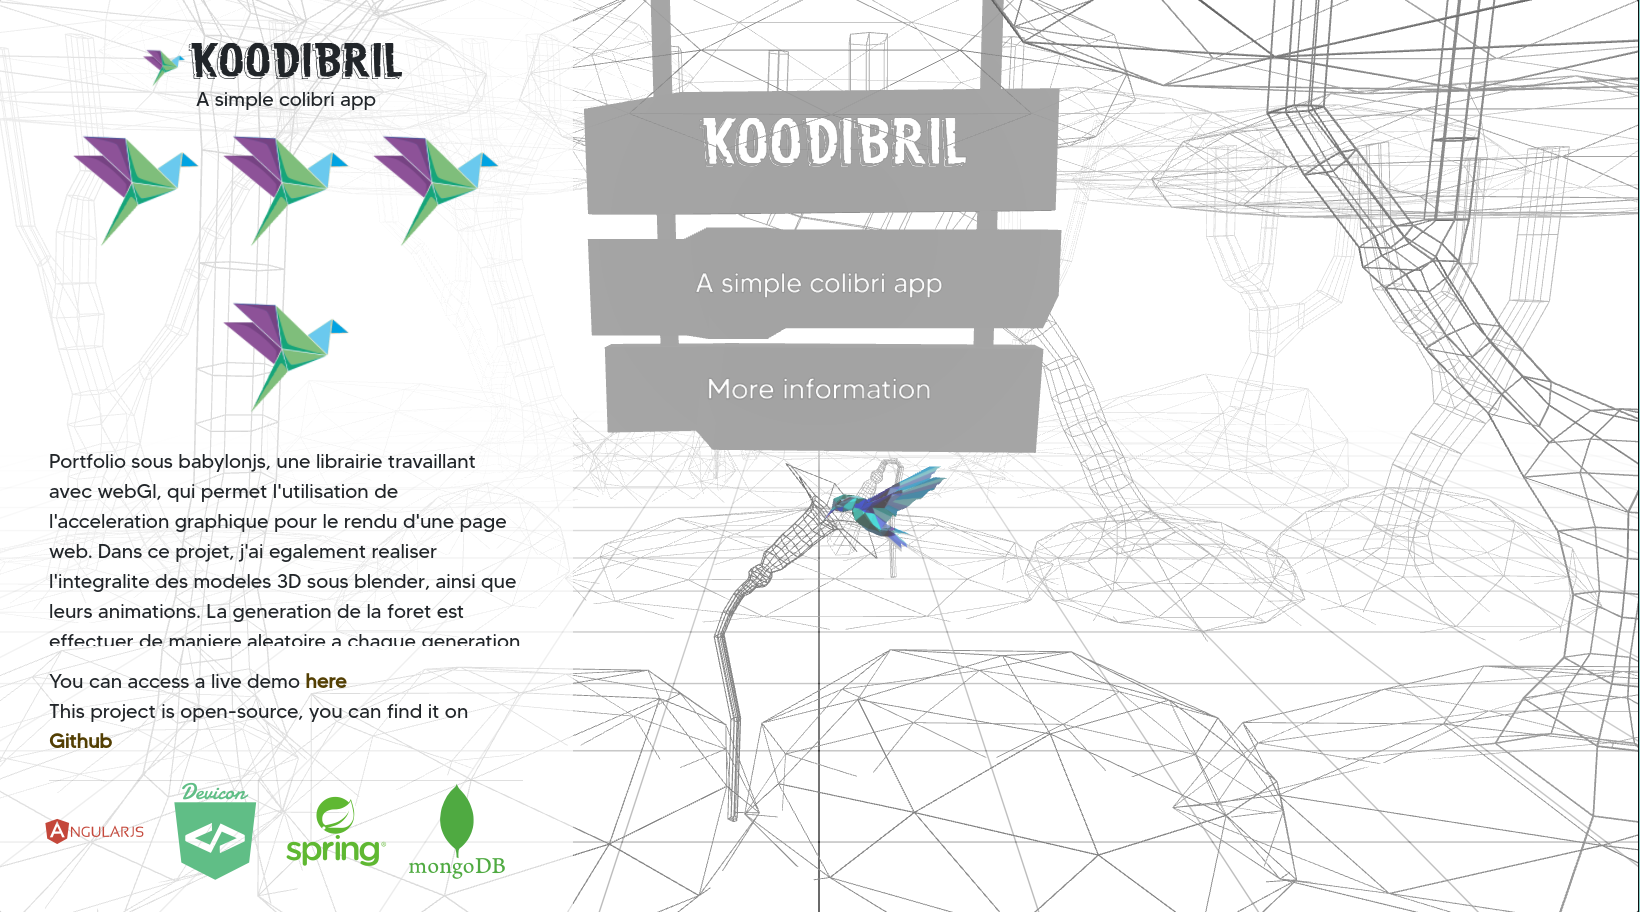 KOODIBRIL
A simple colibri app
Portfolio sous babylonjs, une librairie travaillant
avec webGl, qui permet l'utilisation de
l'acceleration graphique pour le rendu d'une page
web. Dans ce projet, j'ai egalement realiser
l'integralite des modeles 3D sous blender, ainsi que
leurs animations. La generation de la foret est
effectuer de maniere aleatoire a chaque generation
You can access a live demo here
This project is open-source, you can find it on
Github
ANGULARJS
Devicon
spring
mongoDB
KOODIBRIL
A simple colibri app
More information